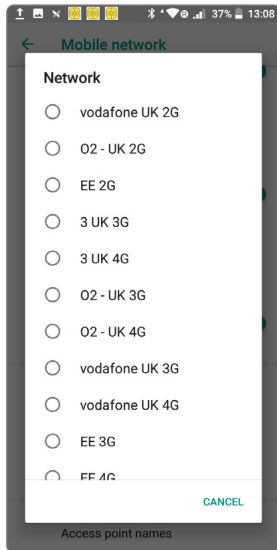 37% 13:08
Mobile network
Network
vodafone UK 2G
O2 - UK 2G
EE 2G
3 UK 3G
3 UK 4G
O2 - UK 3G
O2 - UK 4G
vodafone UK 3G
vodafone UK 4G
EE 3G
EE 4G
CANCEL
Access point names